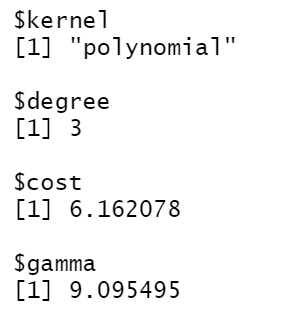 $kernel
[1] "polynomial"
$degree
[1] 3
$cost
[1] 6.162078
$gamma
[1] 9.095495